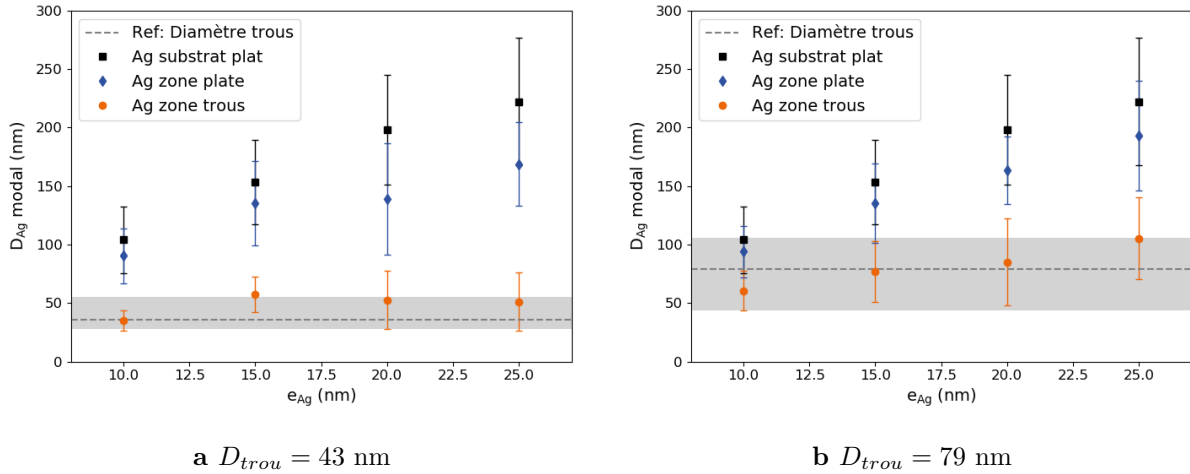 Ref: Diamètre trous
Ag substrat plat
Ag zone plate
Ag zone trous
300
250
200
150
100
50
0
D_Ag modal (nm)
10.0 12.5 15.0 17.5 20.0 22.5 25.0
e_Ag (nm)
a D_trou = 43 nm
Ref: Diamètre trous
Ag substrat plat
Ag zone plate
Ag zone trous
300
250
200
150
100
50
0
D_Ag modal (nm)
10.0 12.5 15.0 17.5 20.0 22.5 25.0
e_Ag (nm)
b D_trou = 79 nm